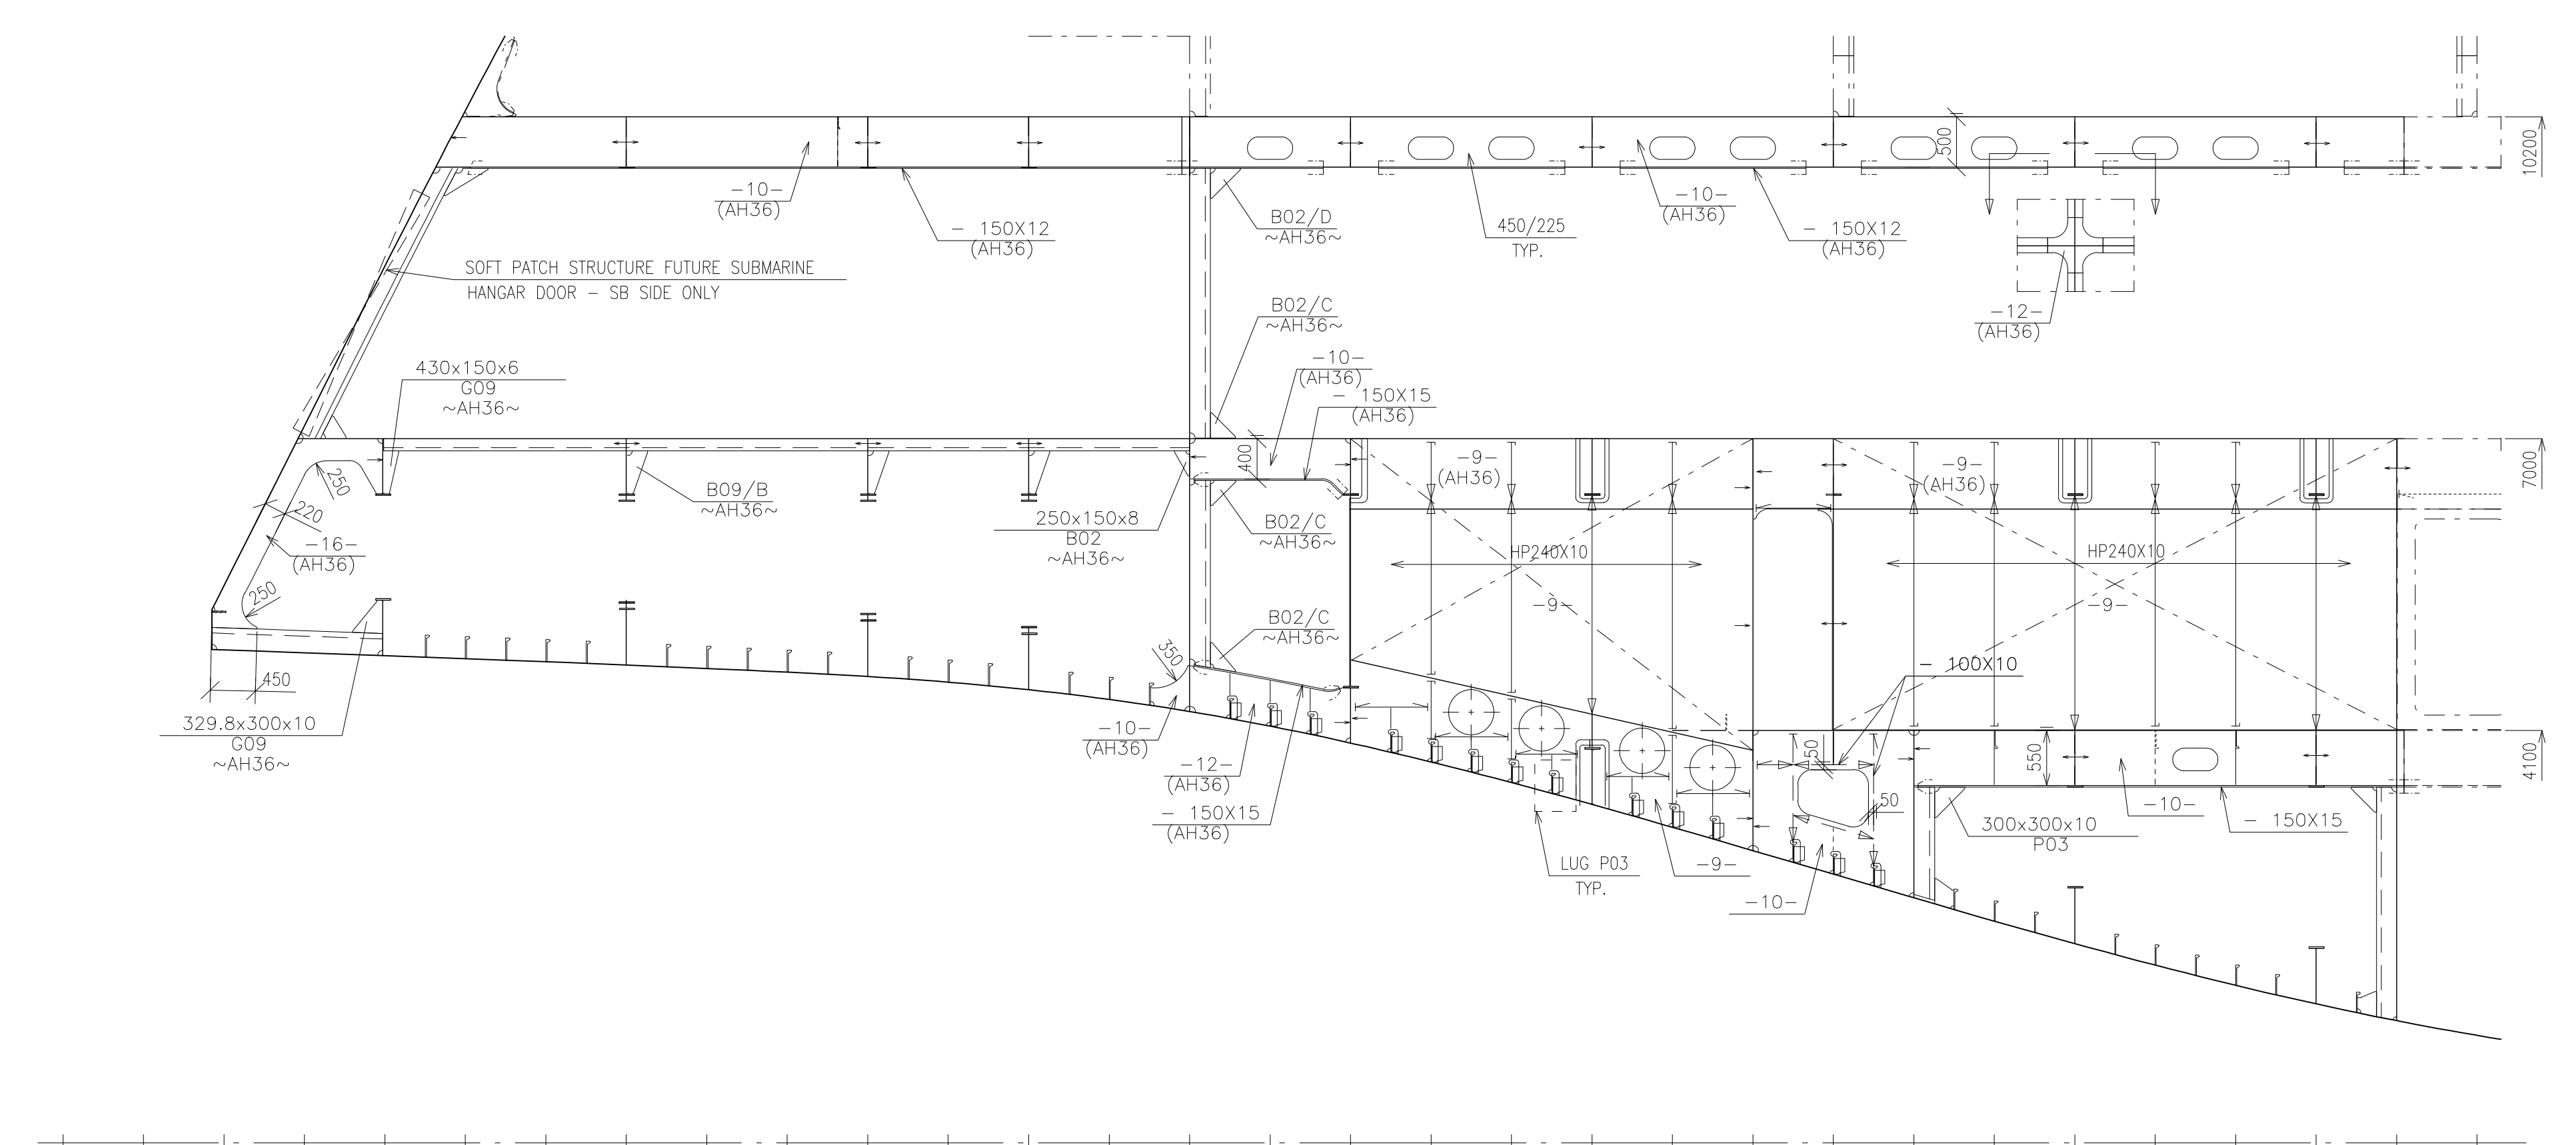 500
10200
-10-
(AH36)
- 150X12
(AH36)
B02/D
~AH36~
450/225
TYP.
-10-
(AH36)
- 150X12
(AH36)
SOFT PATCH STRUCTURE FUTURE SUBMARINE
HANGAR DOOR - SB SIDE ONLY
-12-
(AH36)
B02/C
~AH36~
430x150x6
G09
~AH36~
-10-
(AH36)
- 150X15
(AH36)
400
7000
250
220
-16-
(AH36)
250
B09/B
~AH36~
250x150x8
B02
~AH36~
B02/C
~AH36~
-9-
(AH36)
-9-
(AH36)
HP240X10
HP240X10
-9-
-9-
B02/C
~AH36~
350
- 100X10
450
329.8x300x10
G09
~AH36~
-10-
(AH36)
-12-
(AH36)
- 150X15
(AH36)
50
550
4100
50
-10-
- 150X15
300x300x10
P03
LUG P03
TYP.
-9-
-10-